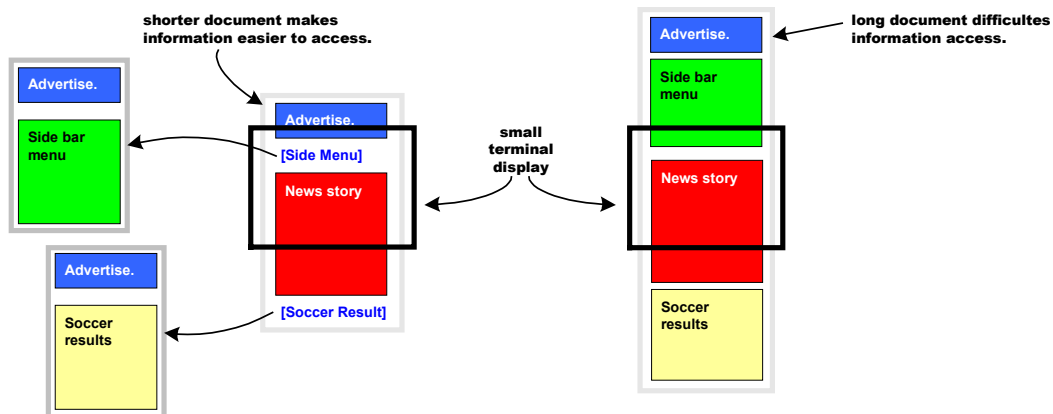 shorter document makes
information easier to access.
Advertise.
Side bar
menu
Advertise.
[Side Menu]
News story
[Soccer Result]
Advertise.
Soccer
results
small
terminal
display
Advertise.
Side bar
menu
News story
Soccer
results
long document difficultes
information access.